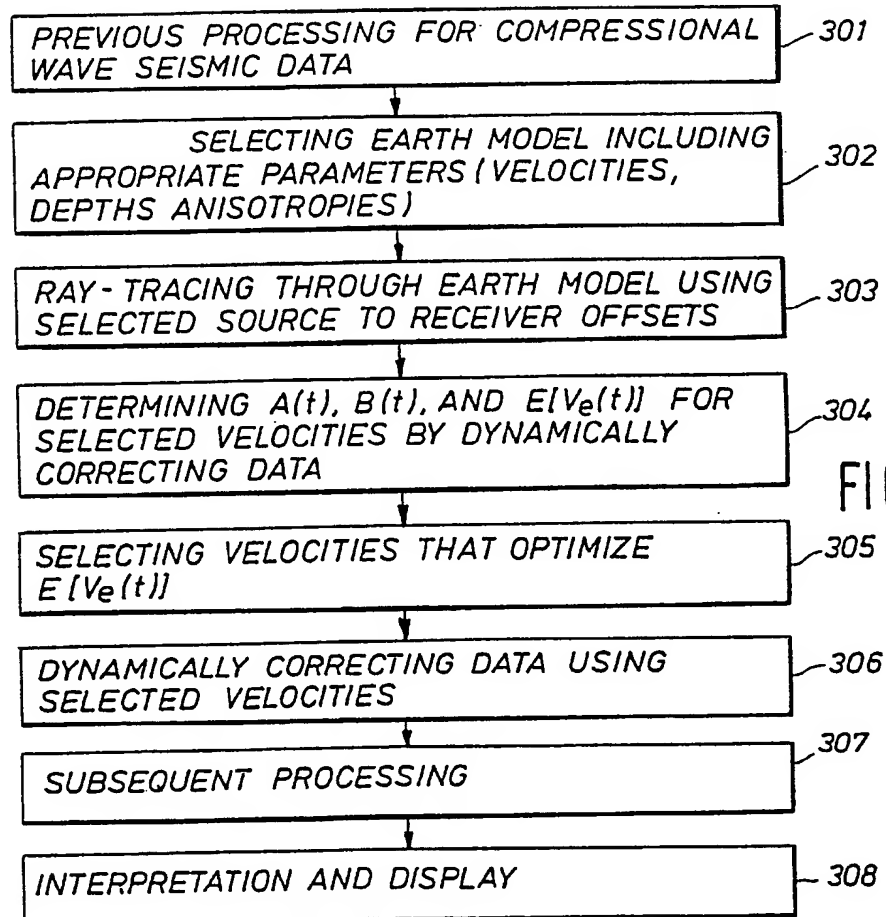 PREVIOUS PROCESSING FOR COMPRESSIONAL
WAVE SEISMIC DATA
301
SELECTING EARTH MODEL INCLUDING
APPROPRIATE PARAMETERS (VELOCITIES,
DEPTHS ANISOTROPIES)
302
RAY-TRACING THROUGH EARTH MODEL USING
SELECTED SOURCE TO RECEIVER OFFSETS
303
DETERMINING A(t), B(t), AND E[Ve(t)] FOR
SELECTED VELOCITIES BY DYNAMICALLY
CORRECTING DATA
304
SELECTING VELOCITIES THAT OPTIMIZE
E[Ve(t)]
305
DYNAMICALLY CORRECTING DATA USING
SELECTED VELOCITIES
306
SUBSEQUENT PROCESSING
307
INTERPRETATION AND DISPLAY
308